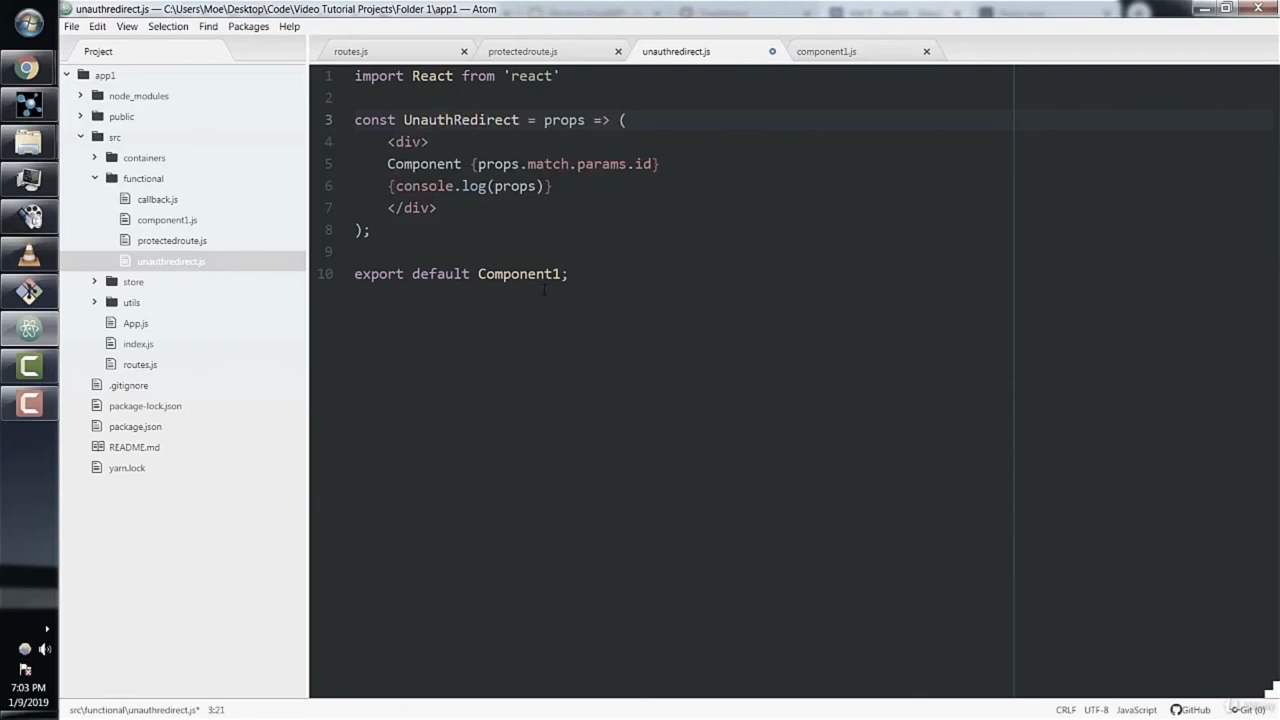 unauthredirect.js — C:\Users\Moe\Desktop\Code\Video Tutorial Projects\Folder 1\app1 — Atom
File Edit View Selection Find Packages Help
Project
routes.js
protectedroute.js
unauthredirect.js
component1.js
app1
node_modules
public
src
containers
functional
callback.js
component1.js
protectedroute.js
unauthredirect.js
store
utils
App.js
index.js
routes.js
.gitignore
package-lock.json
package.json
README.md
yarn.lock
1 import React from 'react'
2
3 const UnauthRedirect = props => (
4 <div>
5 Component {props.match.params.id}
6 {console.log(props)}
7 </div>
8 );
9
10 export default Component1;
7:03 PM
1/9/2019
src\functional\unauthredirect.js* 3:21
CRLF UTF-8 JavaScript GitHub Git (0)